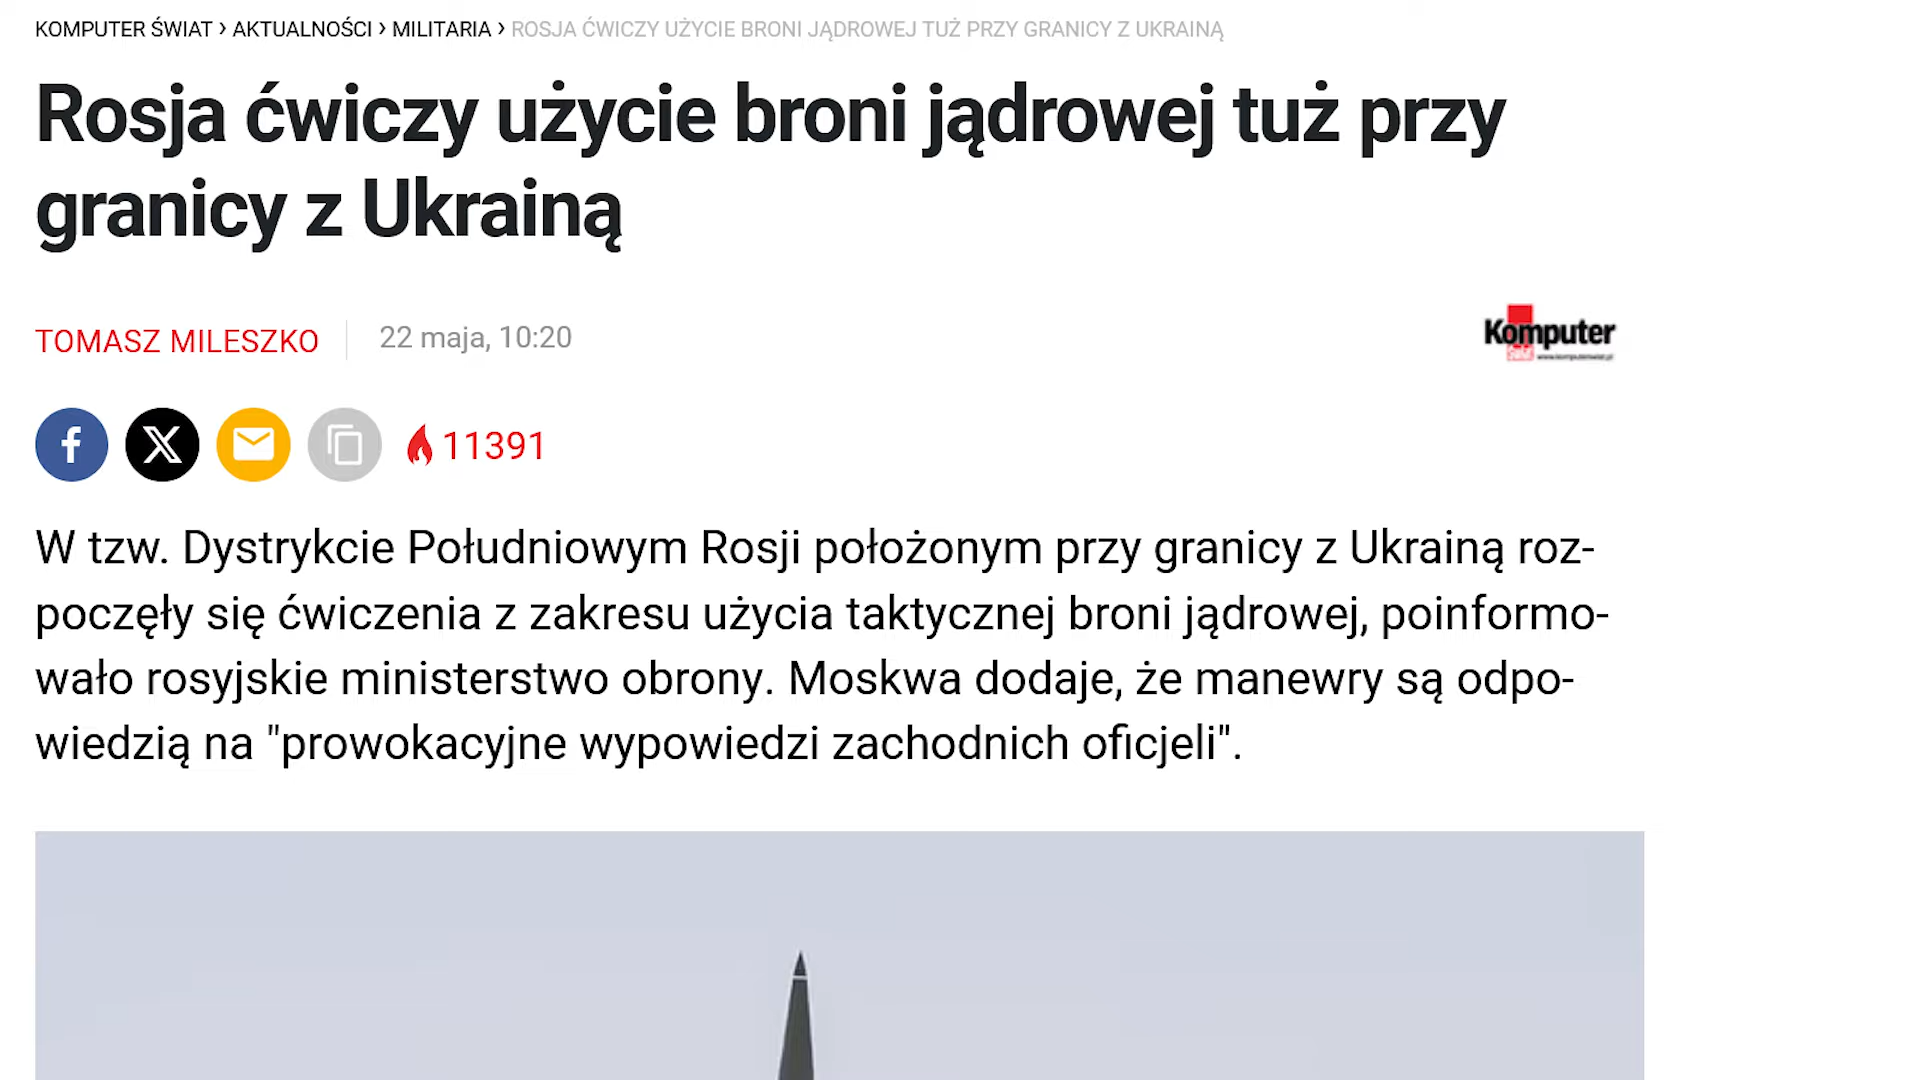 KOMPUTER ŚWIAT › AKTUALNOŚCI › MILITARIA › ROSJA ĆWICZY UŻYCIE BRONI JĄDROWEJ TUŻ PRZY GRANICY Z UKRAINĄ
Rosja ćwiczy użycie broni jądrowej tuż przy
granicy z Ukrainą
TOMASZ MILESZKO
22 maja, 10:20
Komputer
11391
W tzw. Dystrykcie Południowym Rosji położonym przy granicy z Ukrainą roz-
poczęły się ćwiczenia z zakresu użycia taktycznej broni jądrowej, poinformo-
wało rosyjskie ministerstwo obrony. Moskwa dodaje, że manewry są odpo-
wiedzią na "prowokacyjne wypowiedzi zachodnich oficjeli".